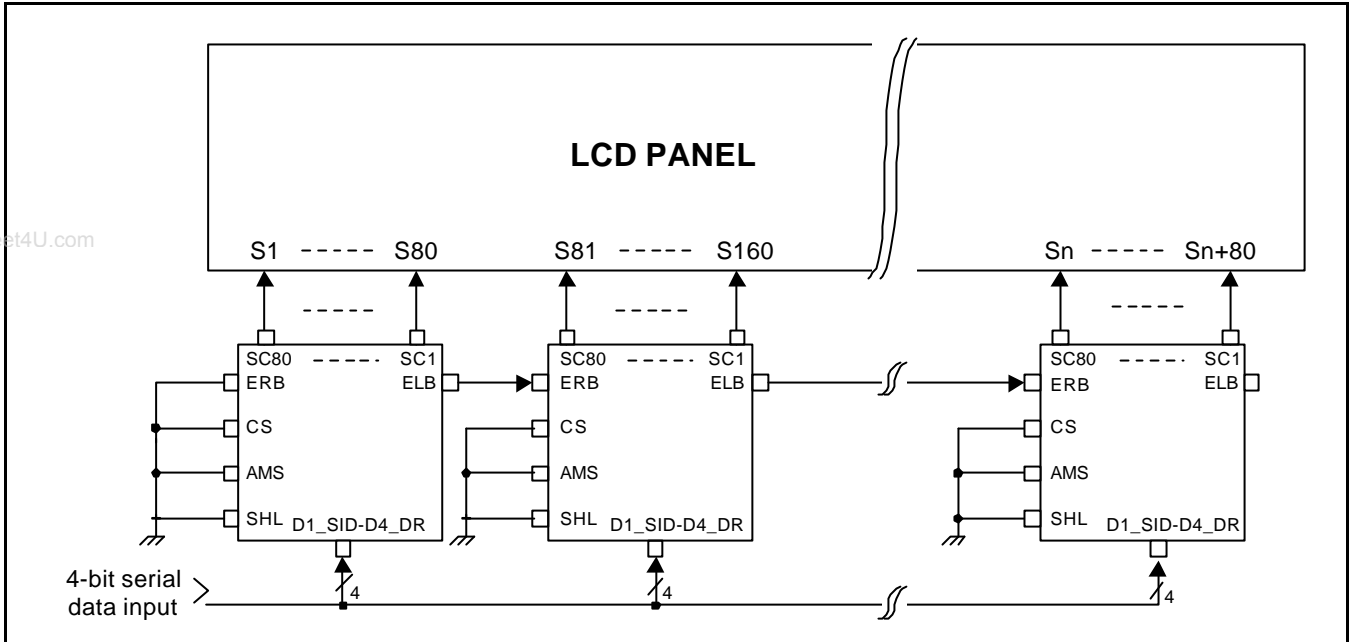 LCD PANEL
et4U.com
S1 ----- S80 S81 ----- S160 Sn ----- Sn+80
----- ----- -----
SC80 ----- SC1 SC80 ----- SC1 SC80 ----- SC1
ERB ELB ERB ELB ERB ELB
CS CS CS
AMS AMS AMS
SHL D1_SID-D4_DR SHL D1_SID-D4_DR SHL D1_SID-D4_DR
4-bit serial
data input
4 4 4